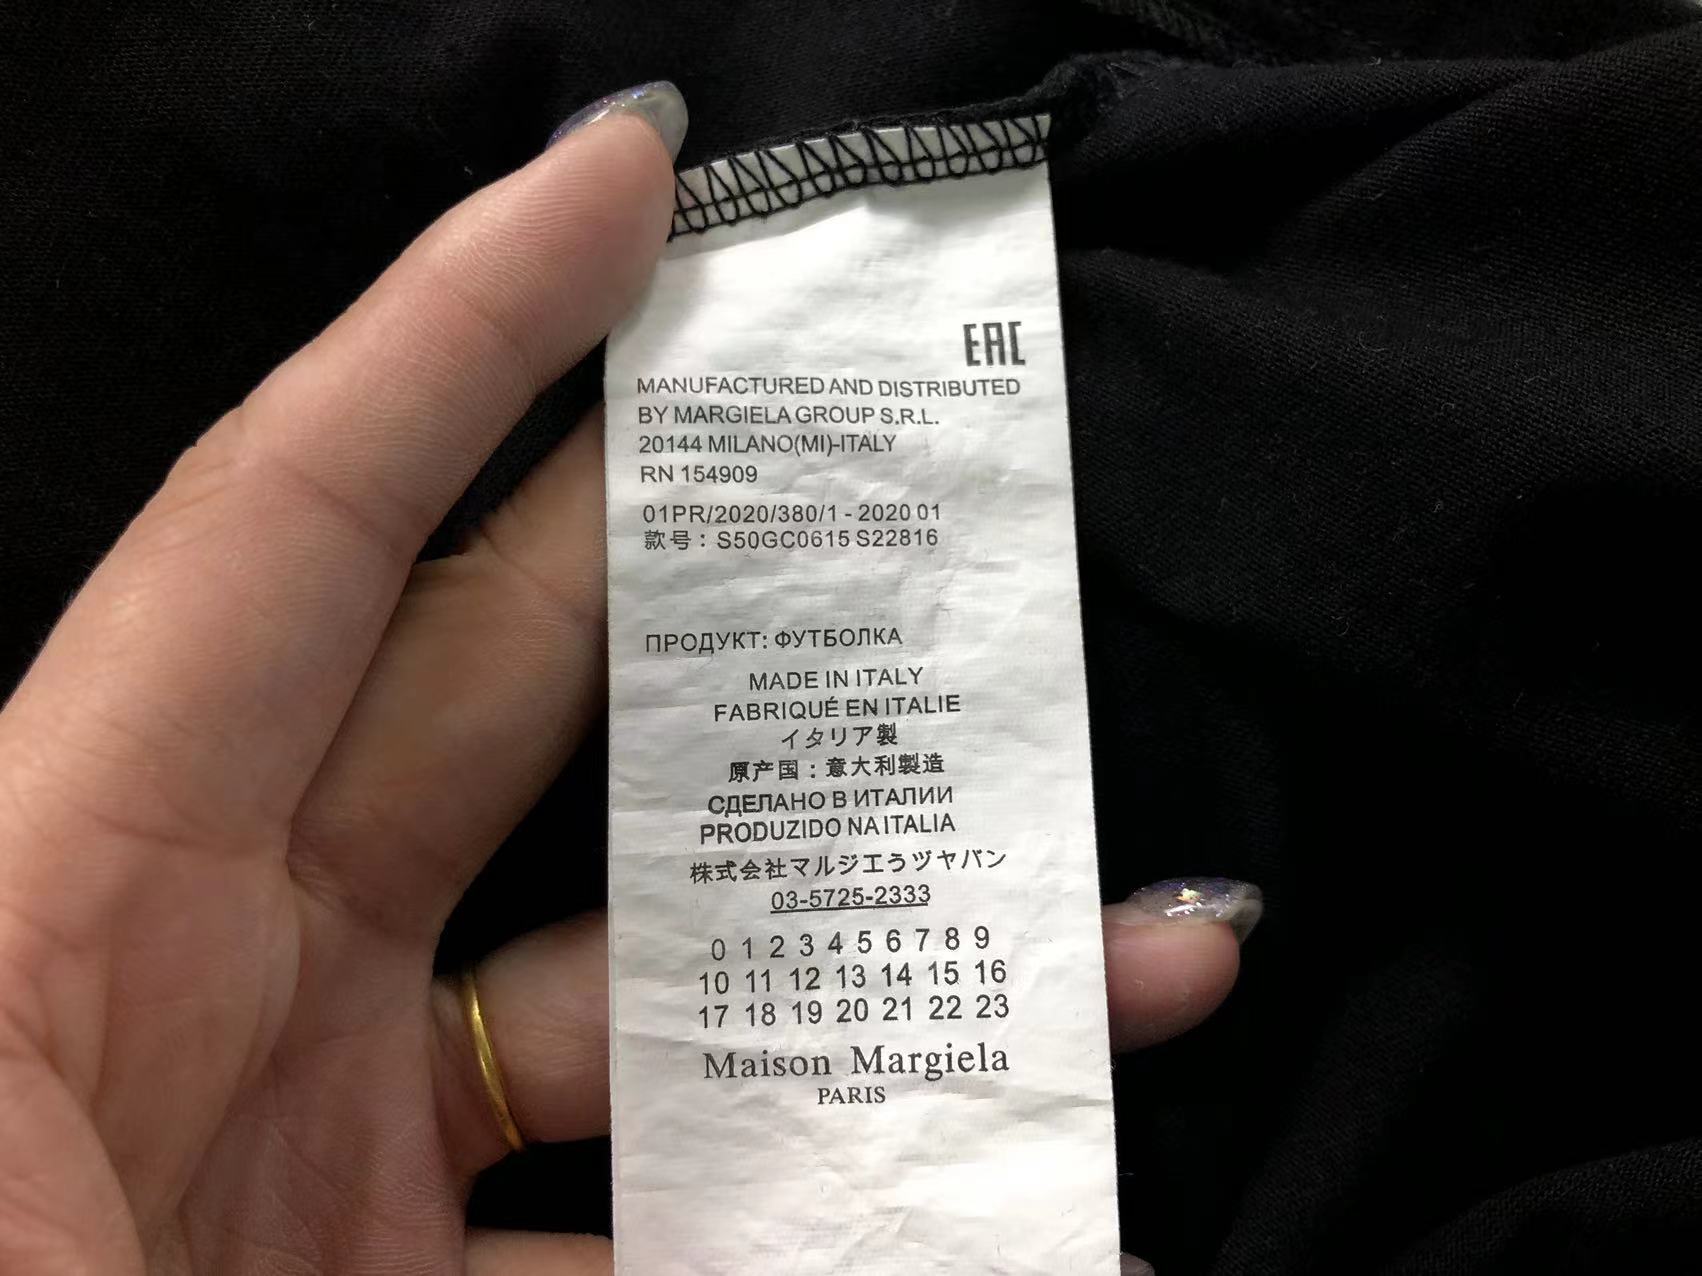 EAC
MANUFACTURED AND DISTRIBUTED
BY MARGIELA GROUP S.R.L.
20144 MILANO(MI)-ITALY
RN 154909
01PR/2020/380/1 - 2020 01
款号：S50GC0615 S22816
ПРОДУКТ: ФУТБОЛКА
MADE IN ITALY
FABRIQUÉ EN ITALIE
イタリア製
原产国：意大利製造
СДЕЛАНО В ИТАЛИИ
PRODUZIDO NA ITALIA
株式会社マルジエうヅヤバン
03-5725-2333
0 1 2 3 4 5 6 7 8 9
10 11 12 13 14 15 16
17 18 19 20 21 22 23
Maison Margiela
PARIS